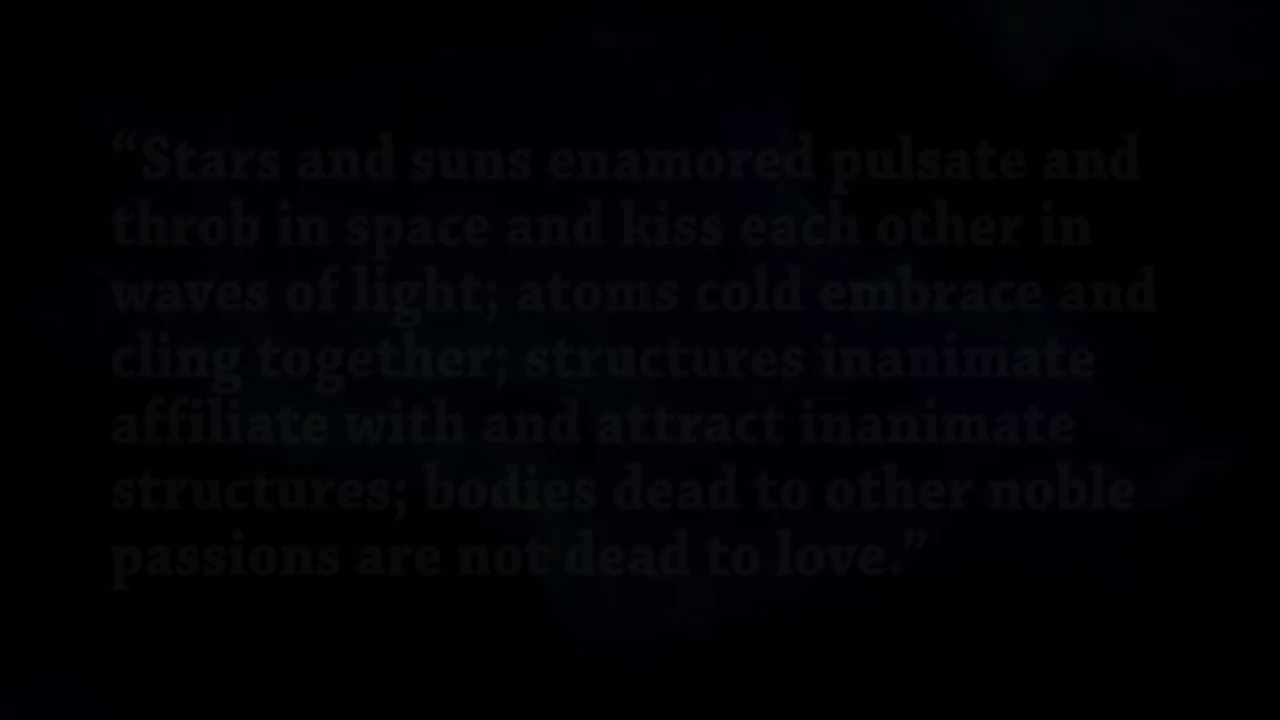 “Stars and suns enamored pulsate and
throb in space and kiss each other in
waves of light; atoms cold embrace and
cling together; structures inanimate
affiliate with and attract inanimate
structures; bodies dead to other noble
passions are not dead to love.”